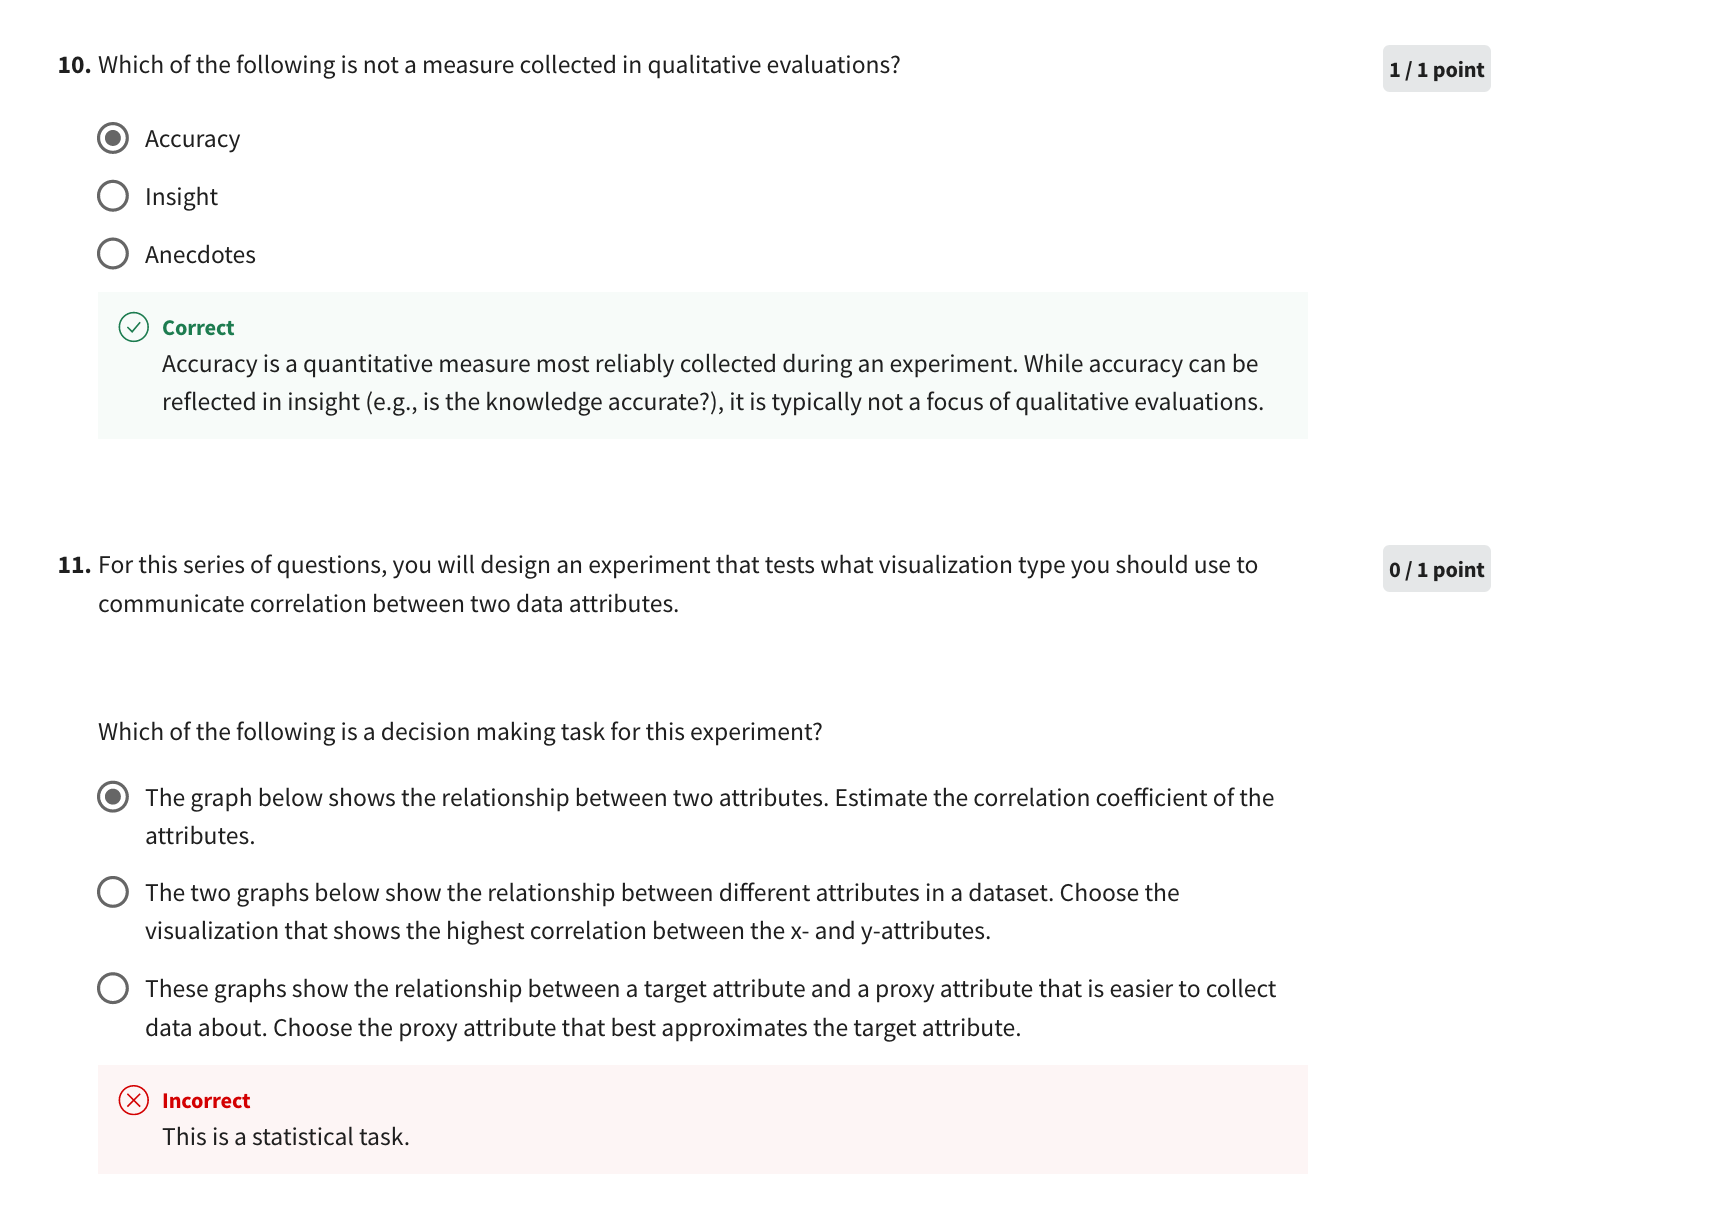 10. Which of the following is not a measure collected in qualitative evaluations?
1 / 1 point
Accuracy
Insight
Anecdotes
Correct
Accuracy is a quantitative measure most reliably collected during an experiment. While accuracy can be
reflected in insight (e.g., is the knowledge accurate?), it is typically not a focus of qualitative evaluations.
11. For this series of questions, you will design an experiment that tests what visualization type you should use to
communicate correlation between two data attributes.
0 / 1 point
Which of the following is a decision making task for this experiment?
The graph below shows the relationship between two attributes. Estimate the correlation coefficient of the
attributes.
The two graphs below show the relationship between different attributes in a dataset. Choose the
visualization that shows the highest correlation between the x- and y-attributes.
These graphs show the relationship between a target attribute and a proxy attribute that is easier to collect
data about. Choose the proxy attribute that best approximates the target attribute.
Incorrect
This is a statistical task.